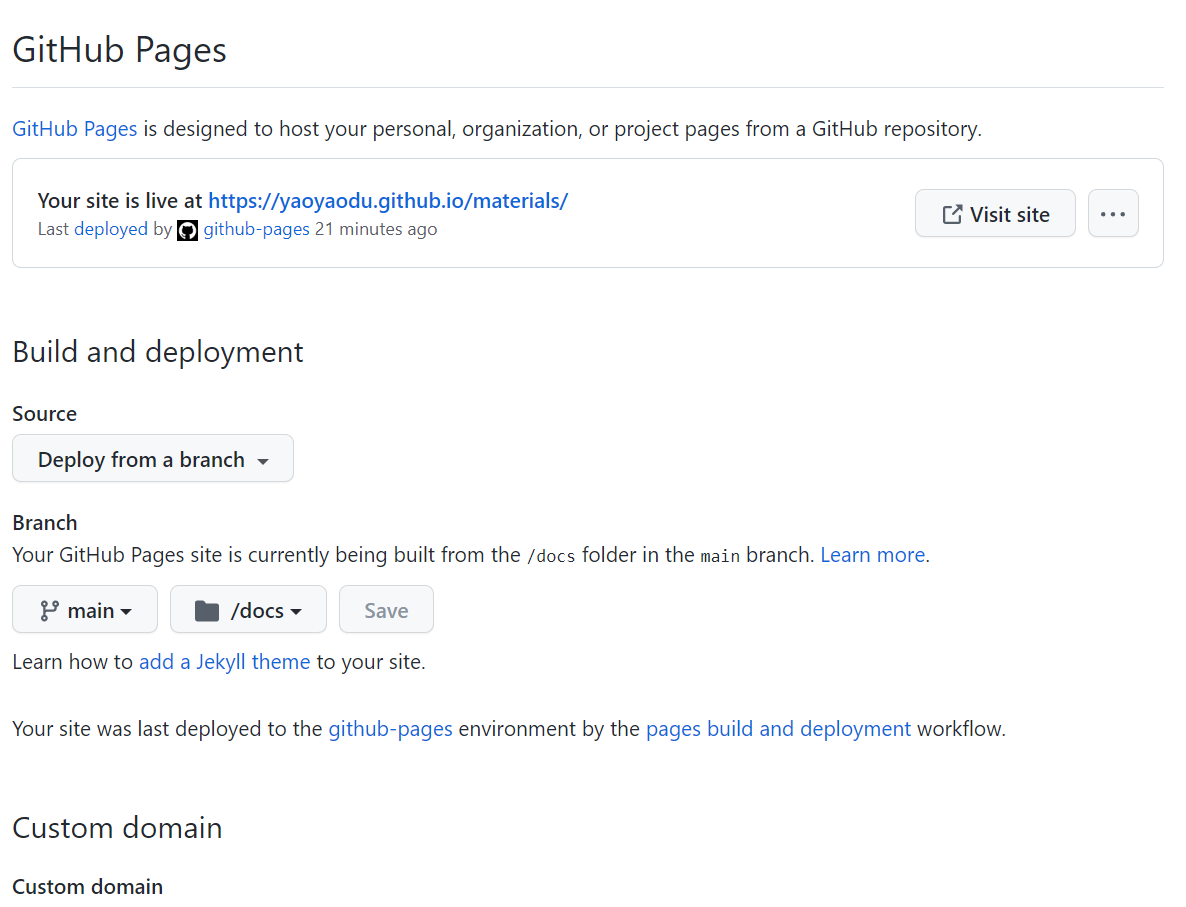 GitHub Pages
GitHub Pages is designed to host your personal, organization, or project pages from a GitHub repository.
Your site is live at https://yaoyaodu.github.io/materials/
Last deployed by github-pages 21 minutes ago
Visit site
Build and deployment
Source
Deploy from a branch
Branch
Your GitHub Pages site is currently being built from the /docs folder in the main branch. Learn more.
main /docs Save
Learn how to add a Jekyll theme to your site.
Your site was last deployed to the github-pages environment by the pages build and deployment workflow.
Custom domain
Custom domain